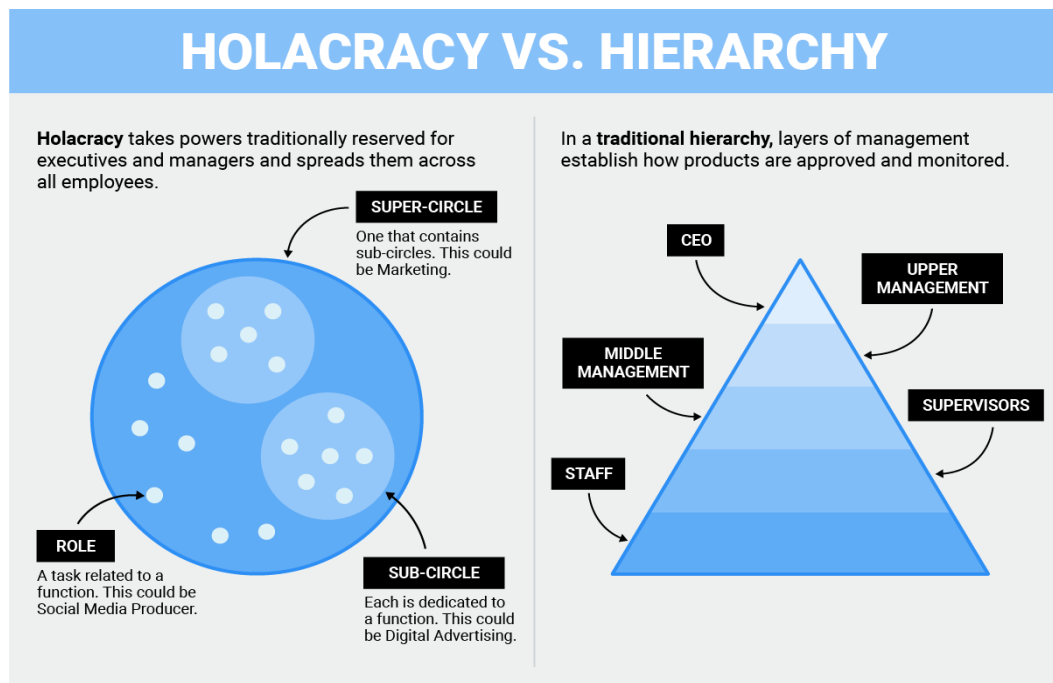 HOLACRACY VS. HIERARCHY
Holacracy takes powers traditionally reserved for
executives and managers and spreads them across
all employees.
SUPER-CIRCLE
One that contains
sub-circles. This could
be Marketing.
ROLE
A task related to a
function. This could be
Social Media Producer.
SUB-CIRCLE
Each is dedicated to
a function. This could
be Digital Advertising.
In a traditional hierarchy, layers of management
establish how products are approved and monitored.
CEO
UPPER
MANAGEMENT
MIDDLE
MANAGEMENT
SUPERVISORS
STAFF